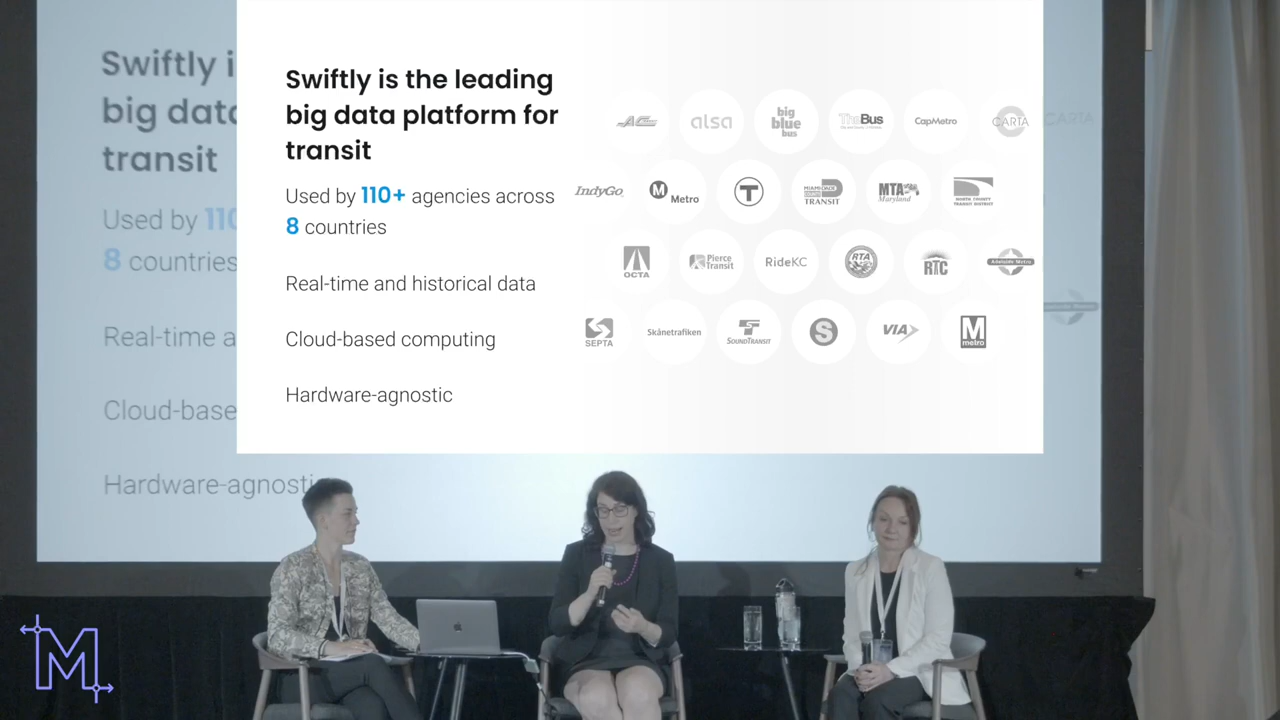 Swiftly is the leading
big data platform for
transit
Used by 110+ agencies across
8 countries
Real-time and historical data
Cloud-based computing
Hardware-agnostic
alsa
big
blue
bus
TheBus
CapMetro
CARTA
CARTA
IndyGo
M
Metro
T
MIAMI-DADE
COUNTY
TRANSIT
MTA
Maryland
NORTH COUNTY
TRANSIT DISTRICT
OCTA
Pierce
Transit
RideKC
RTA
RTC
Adelaide Metro
SEPTA
Skånetrafiken
SOUNDTRANSIT
S
VIA
M
metro
Swiftly i
big data
transit
Used by 110
8 countries
Real-time a
Cloud-base
Hardware-agnosti
M